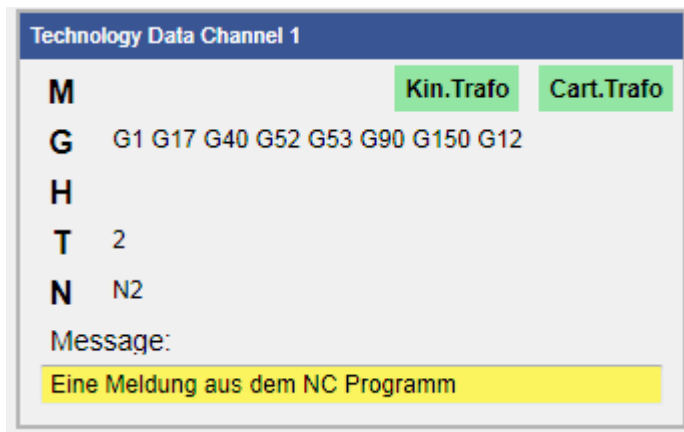 Technology Data Channel 1
M Kin.Trafo Cart.Trafo
G G1 G17 G40 G52 G53 G90 G150 G12
H
T 2
N N2
Message:
Eine Meldung aus dem NC Programm